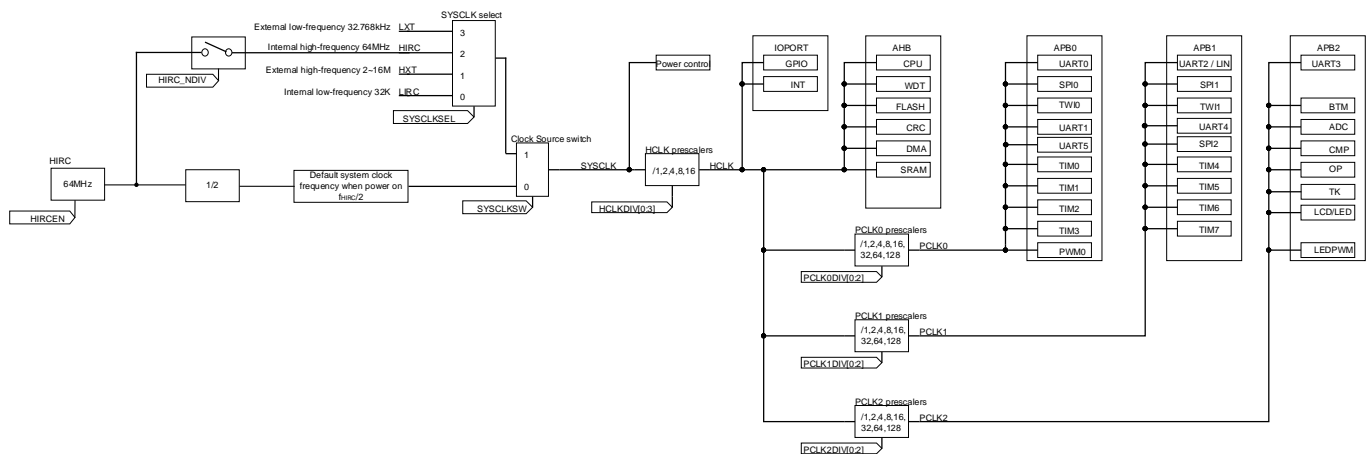 SYSCLK select
External low-frequency 32.768kHz LXT
3
Internal high-frequency 64MHz HIRC
2
External high-frequency 2~16M HXT
1
Internal low-frequency 32K LIRC
0
HIRC_NDIV
SYSCLKSEL
Clock Source switch
1
0
SYSCLKSW
HIRC
64MHz
HIRCEN
1/2
Default system clock
frequency when power on
fHIRC/2
SYSCLK
Power control
HCLK prescalers
/1,2,4,8,16
HCLKDIV[0:3]
HCLK
IOPORT
GPIO
INT
AHB
CPU
WDT
FLASH
CRC
DMA
SRAM
PCLK0 prescalers
/1,2,4,8,16,
32,64,128
PCLK0DIV[0:2]
PCLK0
PCLK1 prescalers
/1,2,4,8,16,
32,64,128
PCLK1DIV[0:2]
PCLK1
PCLK2 prescalers
/1,2,4,8,16,
32,64,128
PCLK2DIV[0:2]
PCLK2
APB0
UART0
SPI0
TWI0
UART1
UART5
TIM0
TIM1
TIM2
TIM3
PWM0
APB1
UART2 / LIN
SPI1
TWI1
UART4
SPI2
TIM4
TIM5
TIM6
TIM7
APB2
UART3
BTM
ADC
CMP
OP
TK
LCD/LED
LEDPWM